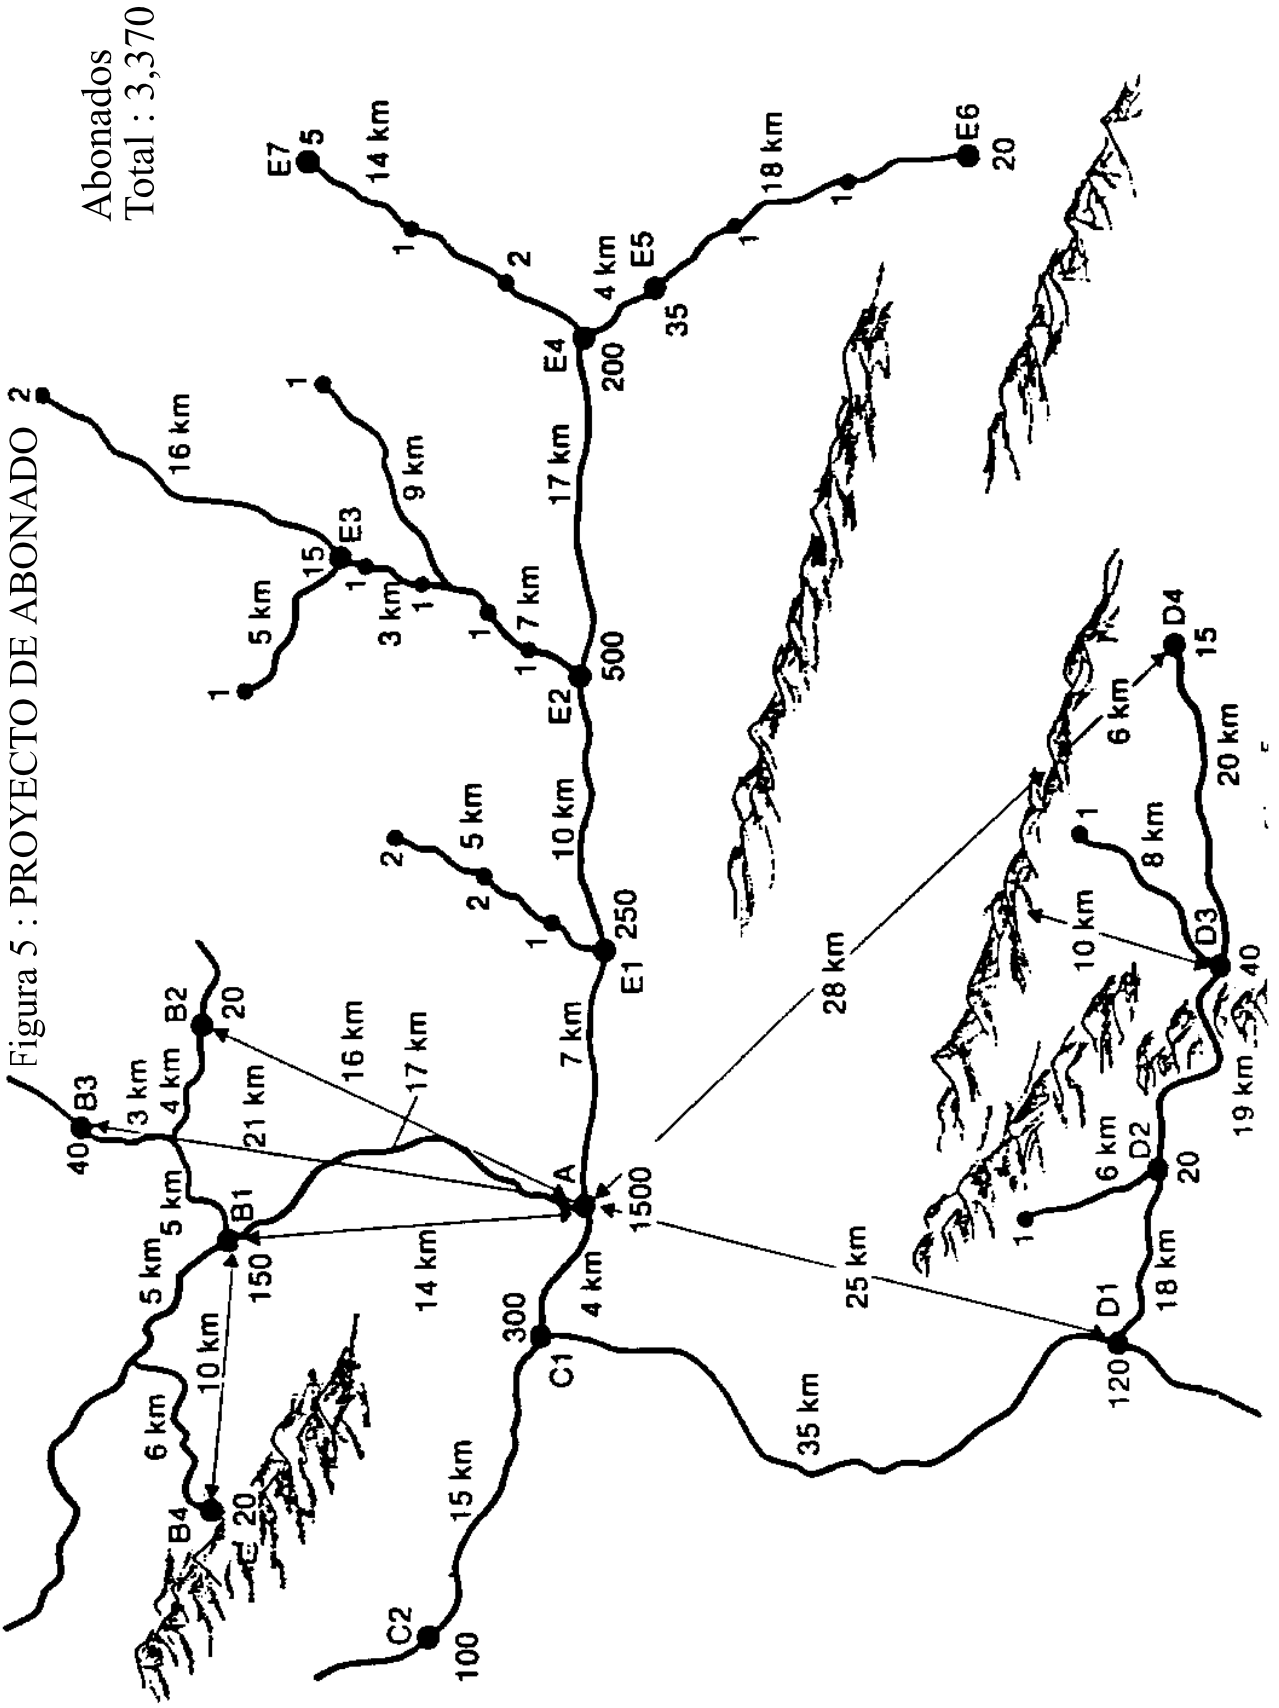 Figura 5 : PROYECTO DE ABONADO
Abonados
Total : 3,370
B3
40
3 km
4 km
B2
20
21 km
5 km
B1
150
5 km
10 km
6 km
B4
20
14 km
16 km
17 km
A
1500
4 km
300
C1
15 km
C2
100
35 km
7 km
E1
250
1
2
2
5 km
10 km
E2
500
1
1
7 km
9 km
1
1
3 km
1
15
E3
5 km
1
16 km
2
17 km
E4
200
2
1
14 km
E7
5
4 km
E5
35
1
18 km
1
E6
20
25 km
28 km
D1
120
18 km
D2
20
6 km
1
19 km
D3
40
10 km
8 km
1
20 km
6 km
D4
15